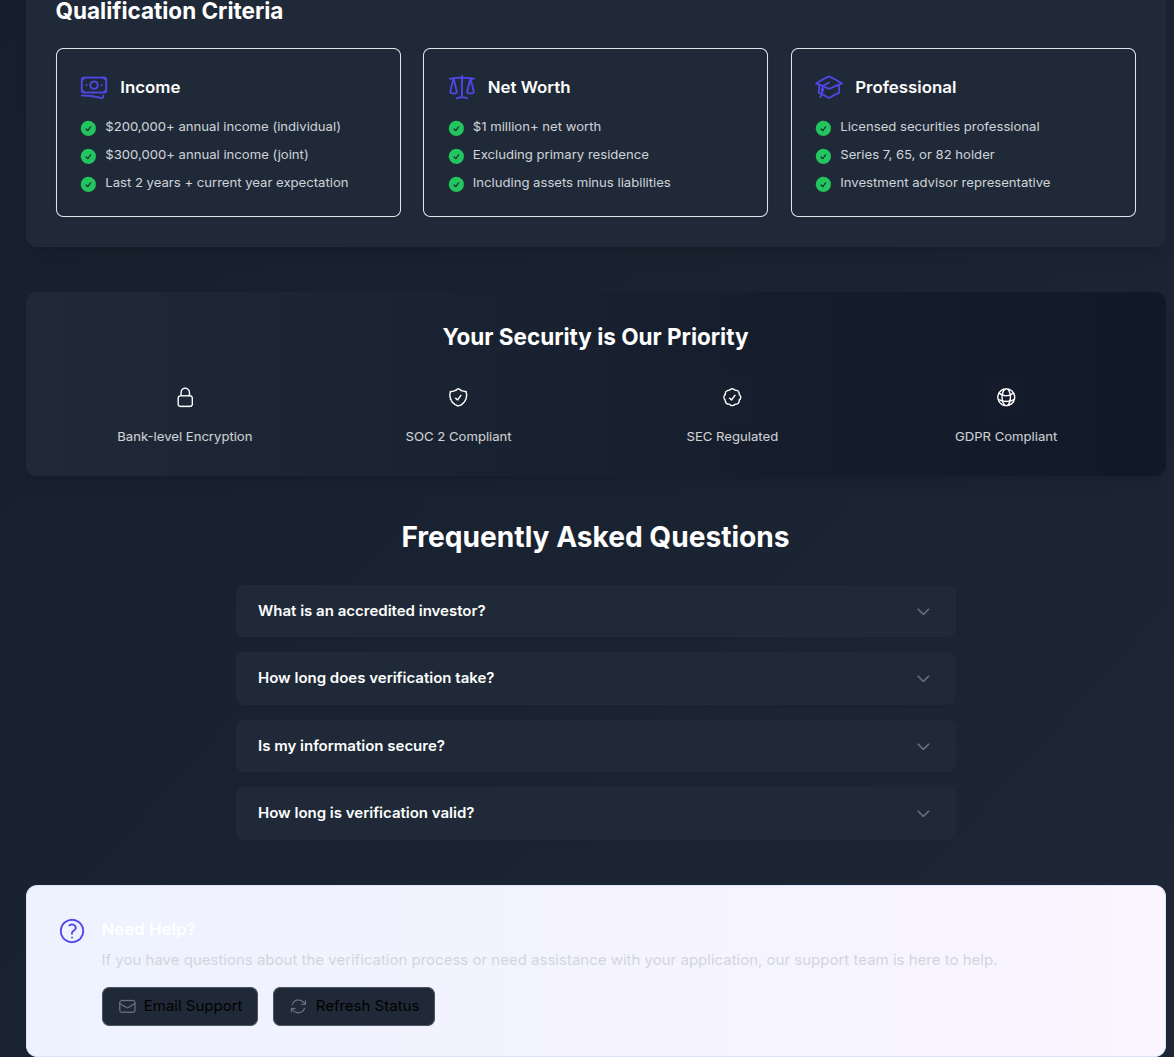 Qualification Criteria
Income
$200,000+ annual income (individual)
$300,000+ annual income (joint)
Last 2 years + current year expectation
Net Worth
$1 million+ net worth
Excluding primary residence
Including assets minus liabilities
Professional
Licensed securities professional
Series 7, 65, or 82 holder
Investment advisor representative
Your Security is Our Priority
Bank-level Encryption
SOC 2 Compliant
SEC Regulated
GDPR Compliant
Frequently Asked Questions
What is an accredited investor?
How long does verification take?
Is my information secure?
How long is verification valid?
Need Help?
If you have questions about the verification process or need assistance with your application, our support team is here to help.
Email Support
Refresh Status